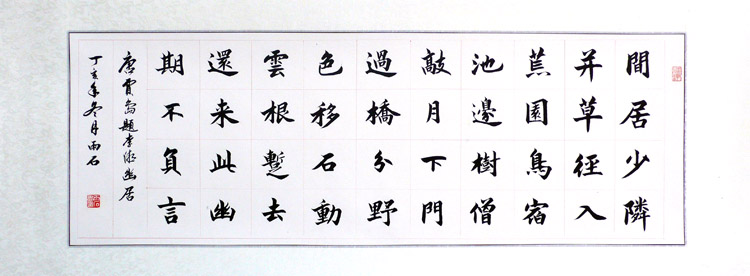 間居少隣
并草徑入
荒園鳥宿
池邊樹僧
敲月下門
過橋分野
色移石動
雲根蹔去
還来此幽
期不負言
唐賈島題李凝幽居
丁亥年冬月雨石